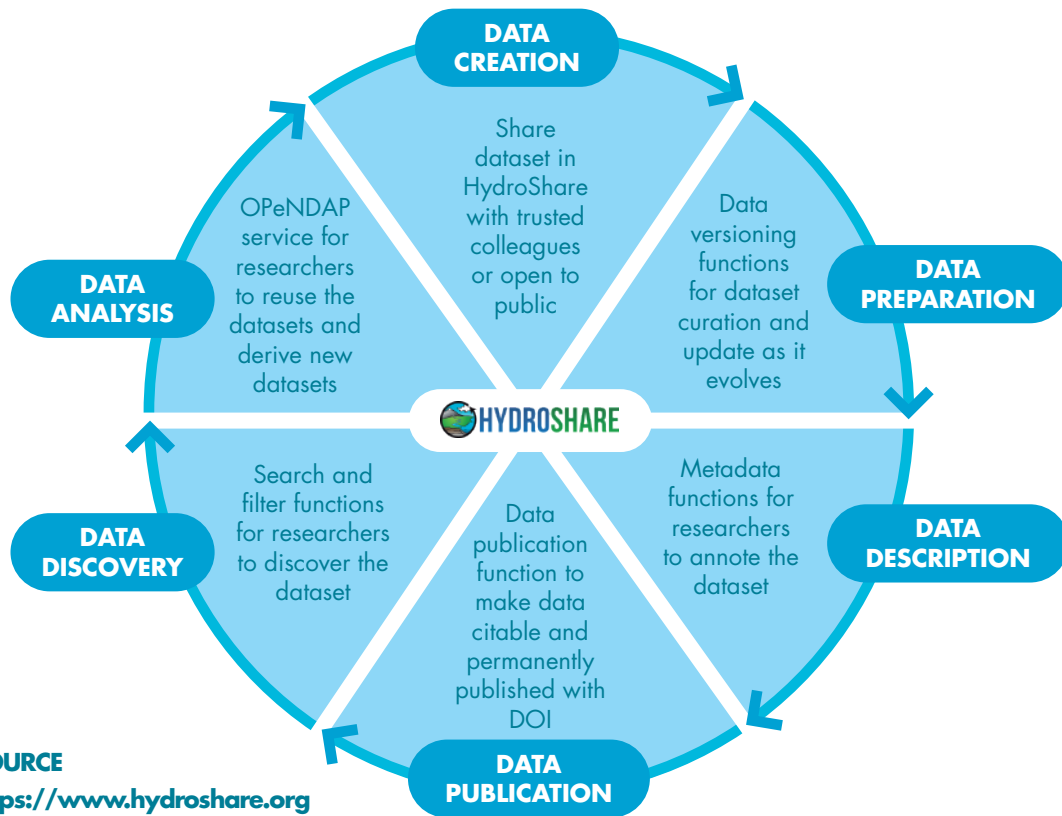 DATA
CREATION
Share
dataset in
HydroShare
with trusted
colleagues
or open to
public
DATA
PREPARATION
Data
versioning
functions
for dataset
curation and
update as it
evolves
DATA
DESCRIPTION
Metadata
functions for
researchers
to annote the
dataset
DATA
PUBLICATION
Data
publication
function to
make data
citable and
permanently
published with
DOI
DATA
DISCOVERY
Search and
filter functions
for researchers
to discover the
dataset
DATA
ANALYSIS
OPeNDAP
service for
researchers
to reuse the
datasets and
derive new
datasets
HYDROSHARE
OURCE
ps://www.hydroshare.org